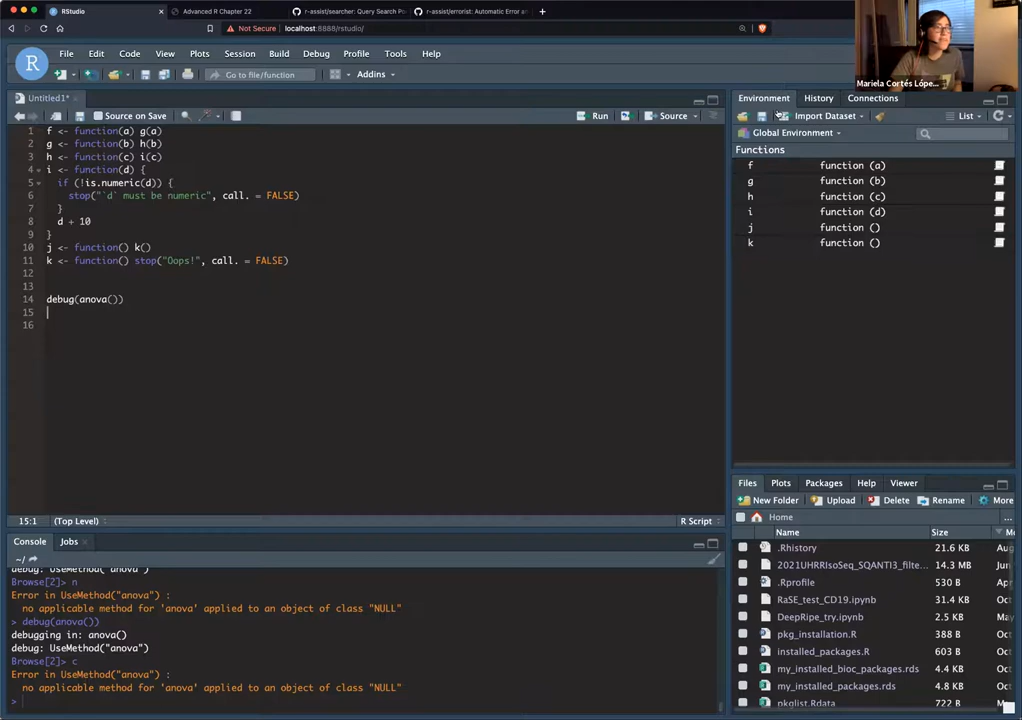 RStudio
Advanced R Chapter 22
r-assist/searcher: Query Search Po
r-assist/errorist: Automatic Error a
Not Secure localhost:8888/rstudio/
R
File Edit Code View Plots Session Build Debug Profile Tools Help
Go to file/function
Addins
Mariela Cortés Lópe...
Untitled1*
Source on Save
Run
Source
1 f <- function(a) g(a)
2 g <- function(b) h(b)
3 h <- function(c) i(c)
4 i <- function(d) {
5 if (!is.numeric(d)) {
6 stop("`d` must be numeric", call. = FALSE)
7 }
8 d + 10
9 }
10 j <- function() k()
11 k <- function() stop("Oops!", call. = FALSE)
12
13
14 debug(anova())
15
16
15:1 (Top Level)
R Script
Console Jobs
~/
debug: UseMethod("anova")
Browse[2]> n
Error in UseMethod("anova") :
no applicable method for 'anova' applied to an object of class "NULL"
> debug(anova())
debugging in: anova()
debug: UseMethod("anova")
Browse[2]> c
Error in UseMethod("anova") :
no applicable method for 'anova' applied to an object of class "NULL"
>
Environment History Connections
Import Dataset
List
Global Environment
Functions
f function (a)
g function (b)
h function (c)
i function (d)
j function ()
k function ()
Files Plots Packages Help Viewer
New Folder Upload Delete Rename More
Home
...
Name Size Mo
.Rhistory 21.6 KB Aug
2021UHRRIsoSeq_SQANTI3_filte... 14.3 MB Jun
.Rprofile 530 B Oct
RaSE_test_CD19.ipynb 31.4 KB Oct
DeepRipe_try.ipynb 2.5 KB May
pkg_installation.R 388 B Oct
installed_packages.R 603 B Oct
my_installed_bioc_packages.rds 4.4 KB Oct
my_installed_packages.rds 4.8 KB Oct
pkglist.Rdata 722 B Oct